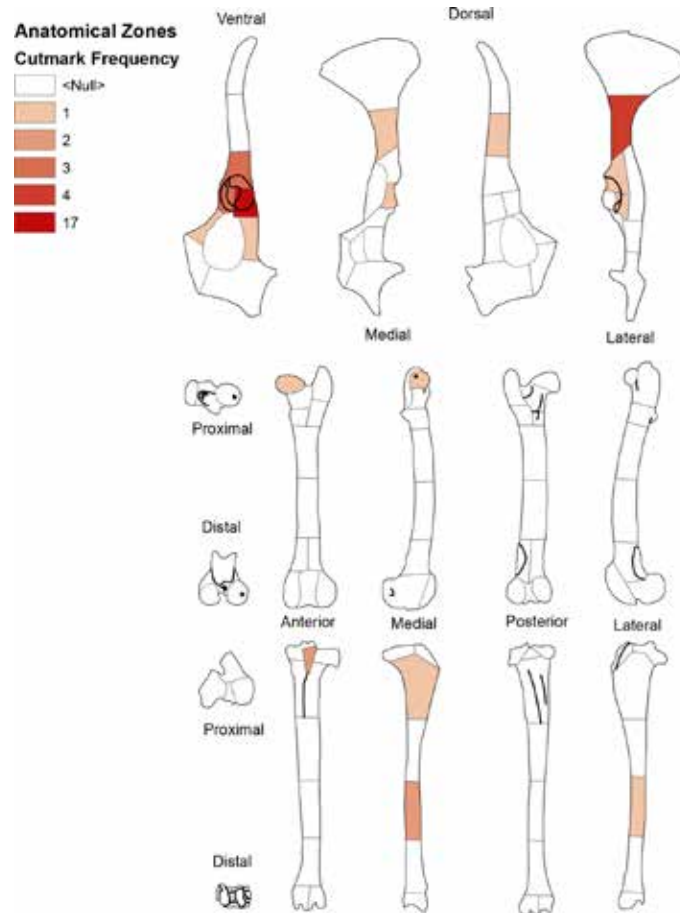 Anatomical Zones
Cutmark Frequency
<Null>
1
2
3
4
17
Ventral
Dorsal
Medial
Lateral
Proximal
Distal
Anterior
Medial
Posterior
Lateral
Proximal
Distal